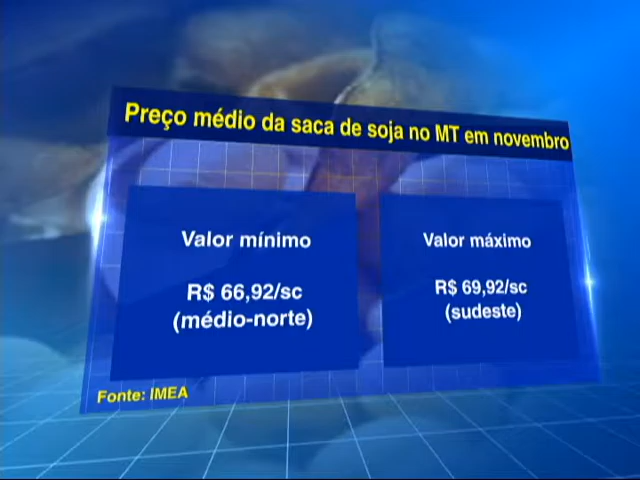 Preço médio da saca de soja no MT em novembro
Valor mínimo
R$ 66,92/sc
(médio-norte)
Valor máximo
R$ 69,92/sc
(sudeste)
Fonte: IMEA